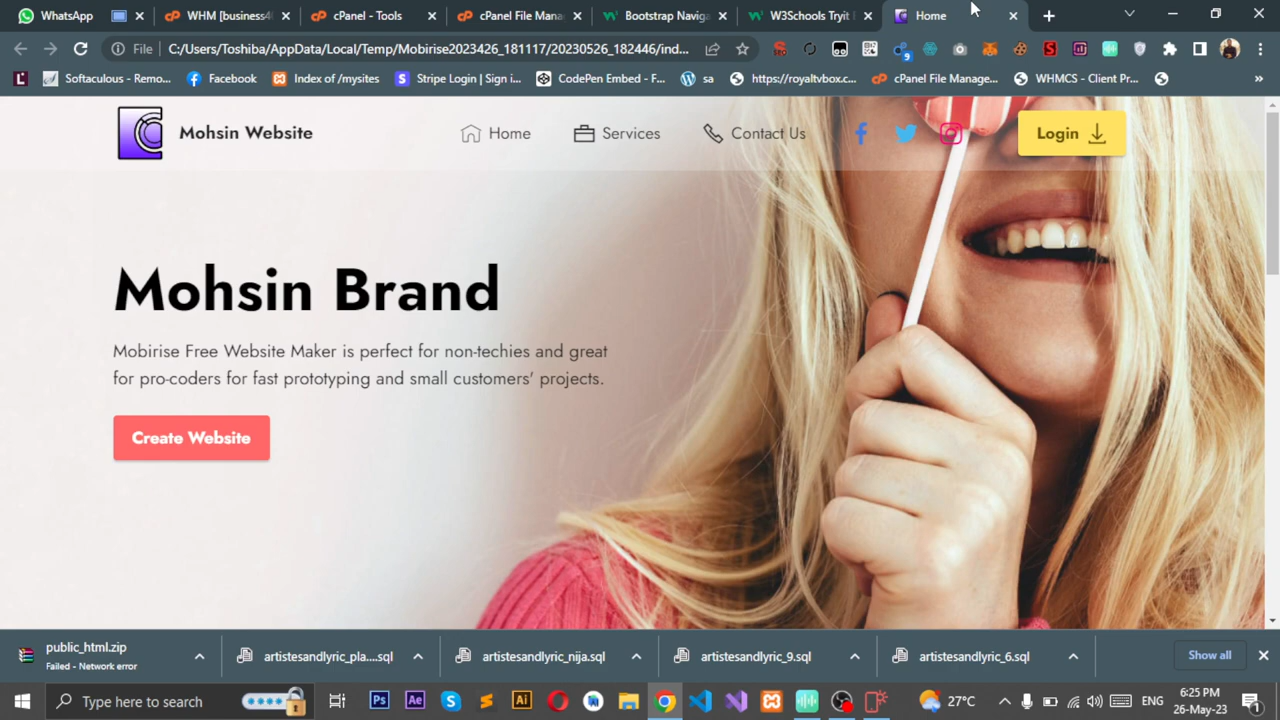 WhatsApp
WHM [business4
cPanel - Tools
cPanel File Mana
Bootstrap Naviga
W3Schools Tryit E
Home
File
C:/Users/Toshiba/AppData/Local/Temp/Mobirise2023426_181117/20230526_182446/ind...
9
Softaculous - Remo...
Facebook
Index of /mysites
Stripe Login | Sign i...
CodePen Embed - F...
sa
https://royaltvbox.c...
cPanel File Manage...
WHMCS - Client Pr...
»
Mohsin Website
Home
Services
Contact Us
Login
Mohsin Brand
Mobirise Free Website Maker is perfect for non-techies and great
for pro-coders for fast prototyping and small customers' projects.
Create Website
public_html.zip
Failed - Network error
artistesandlyric_pla....sql
artistesandlyric_nija.sql
artistesandlyric_9.sql
artistesandlyric_6.sql
Show all
Type here to search
Ps
Ae
Ai
27°C
ENG
6:25 PM
26-May-23
1